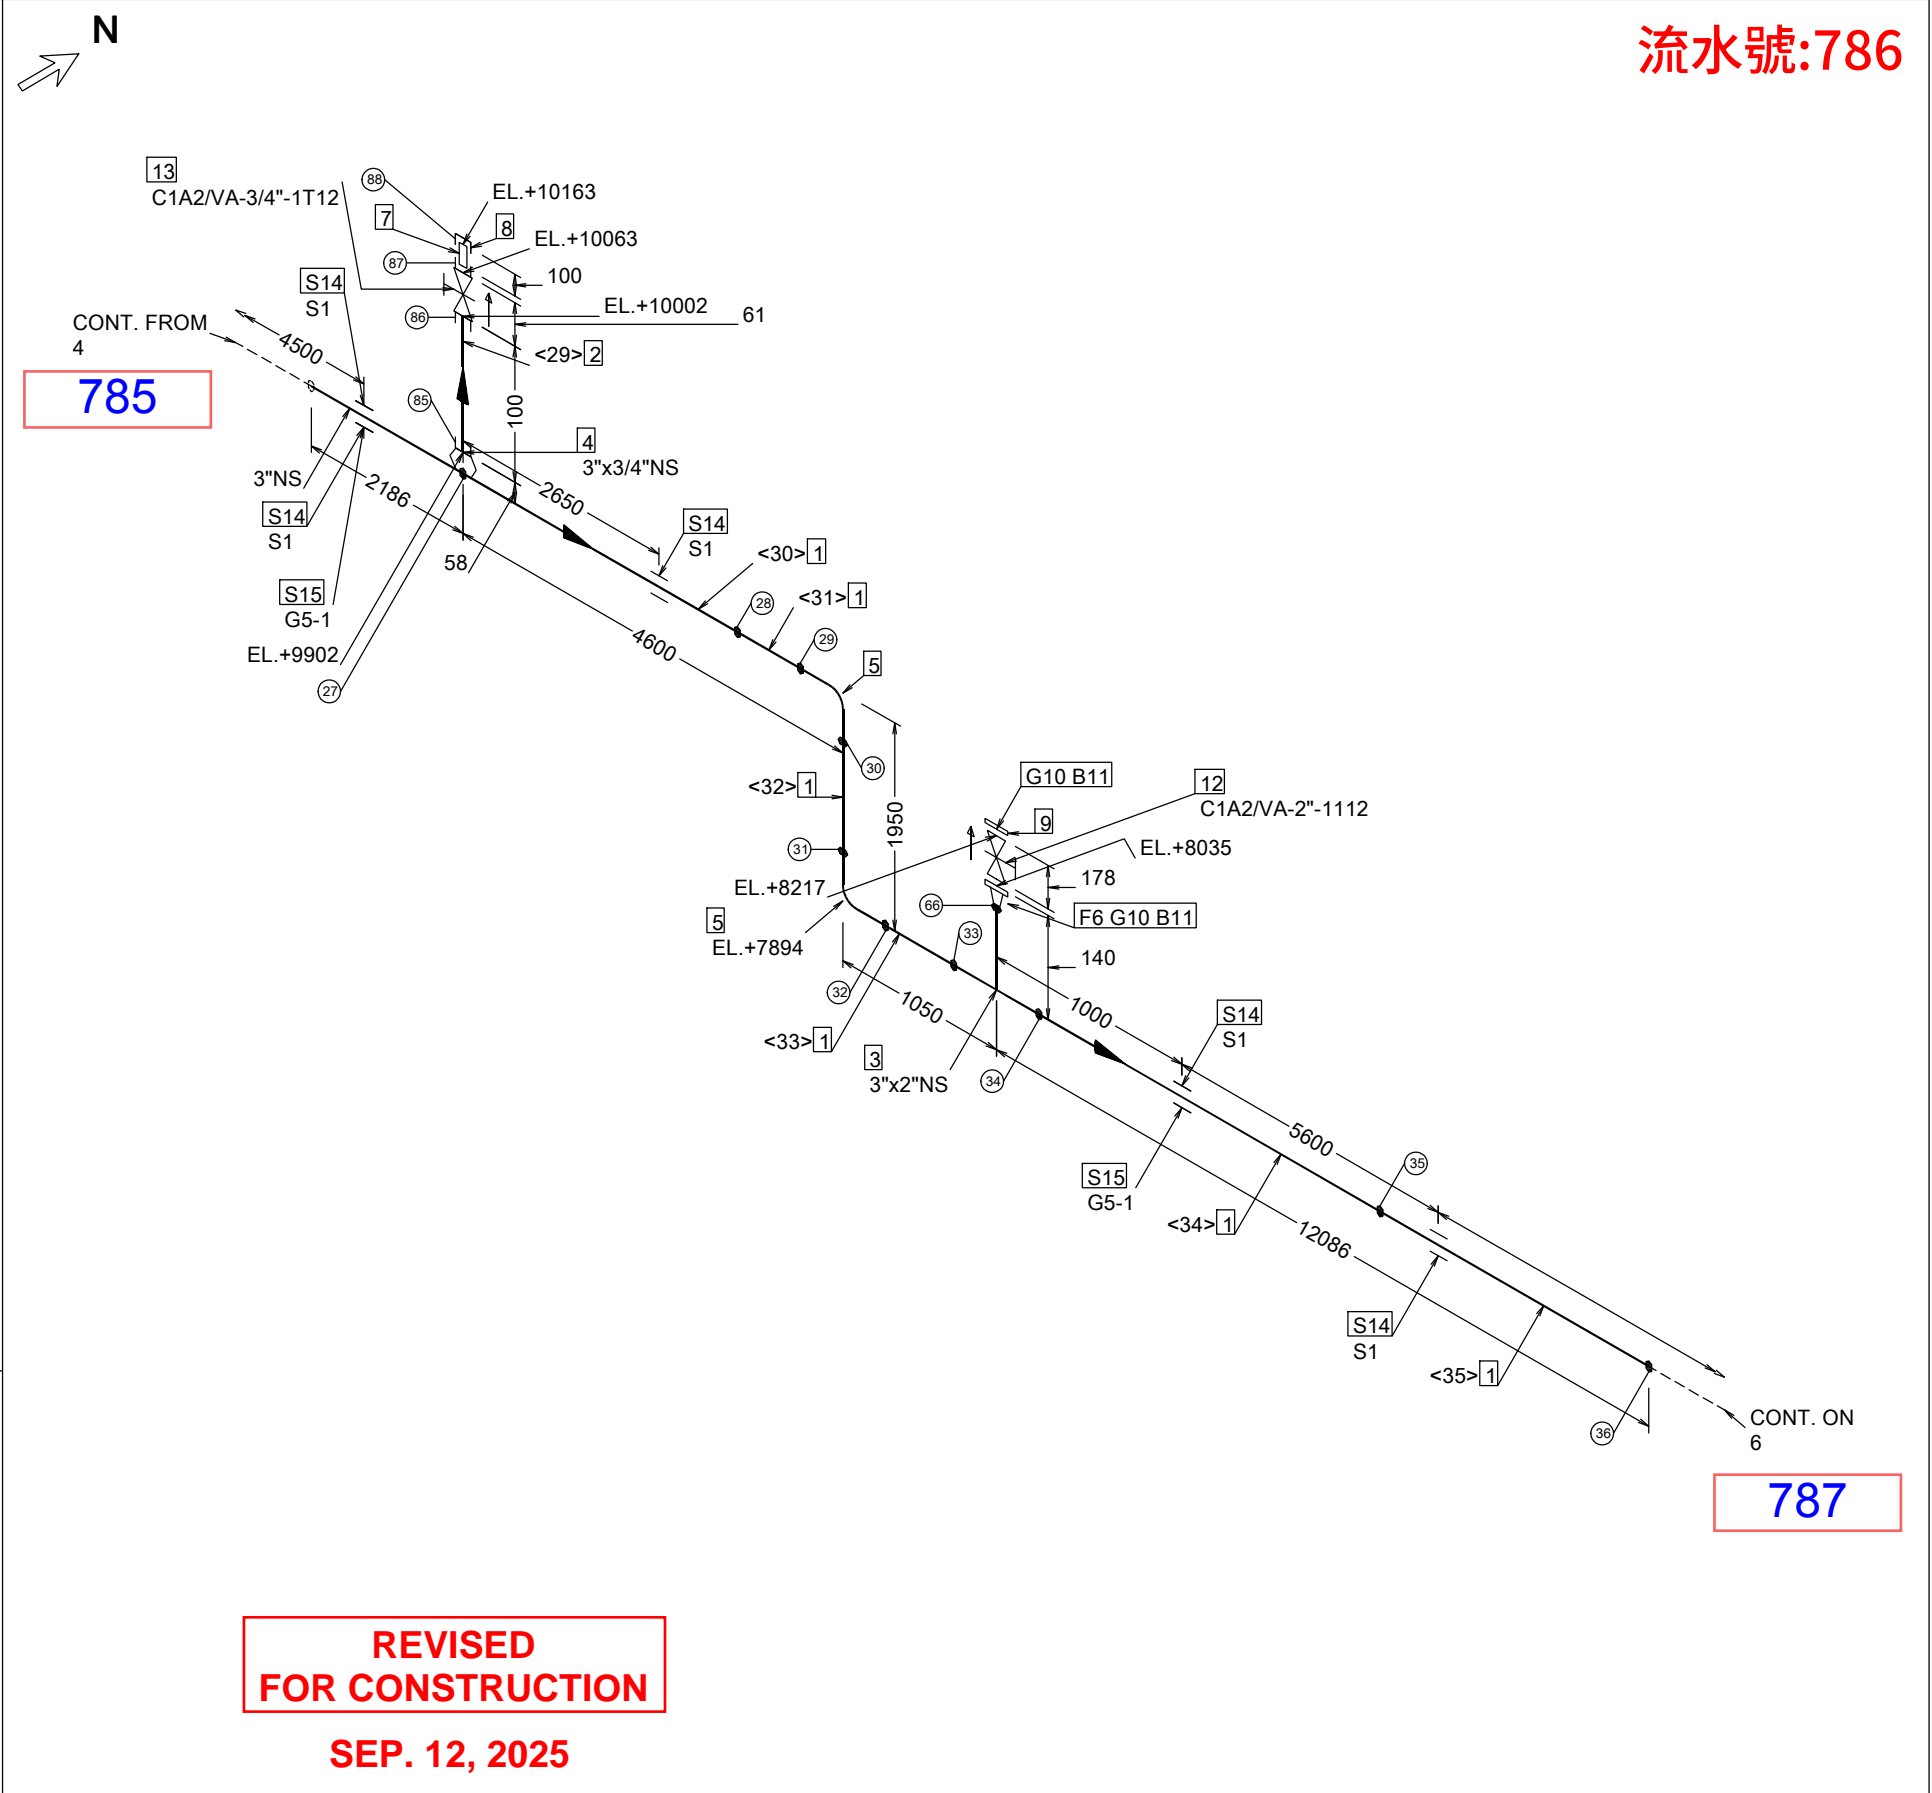 N
流水號:786
13
C1A2/VA-3/4"-1T12
88
EL.+10163
7
8
EL.+10063
87
100
S14
S1
EL.+10002
61
86
CONT. FROM
4
4500
<29> 2
785
85
100
4
3"x3/4"NS
3"NS
2186
2650
S14
S1
S14
S1
58
<30> 1
S15
G5-1
28
<31> 1
29
4600
EL.+9902
5
27
30
<32> 1
1950
G10 B11
12
C1A2/VA-2"-1112
9
31
EL.+8035
EL.+8217
178
66
F6 G10 B11
5
EL.+7894
33
140
32
1050
1000
S14
S1
<33> 1
3
3"x2"NS
34
5600
35
S15
G5-1
<34> 1
12086
S14
S1
<35> 1
36
CONT. ON
6
787
REVISED
FOR CONSTRUCTION
SEP. 12, 2025